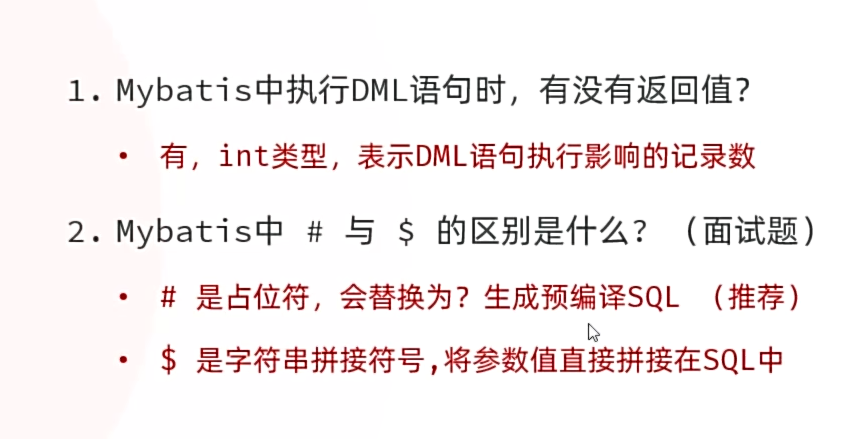 1. Mybatis中执行DML语句时，有没有返回值？
• 有，int类型，表示DML语句执行影响的记录数
2. Mybatis中 # 与 $ 的区别是什么？（面试题）
• # 是占位符，会替换为？生成预编译SQL （推荐）
• $ 是字符串拼接符号,将参数值直接拼接在SQL中